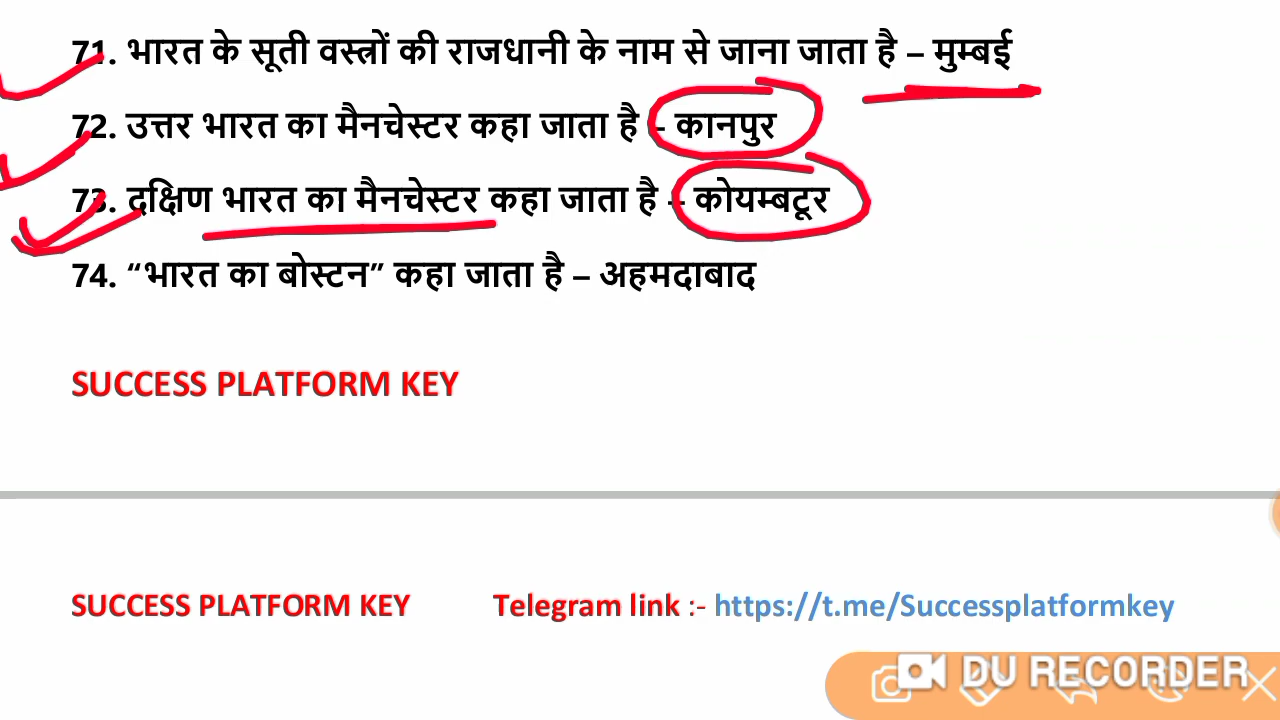 71. भारत के सूती वस्त्रों की राजधानी के नाम से जाना जाता है – मुम्बई
72. उत्तर भारत का मैनचेस्टर कहा जाता है – कानपुर
73. दक्षिण भारत का मैनचेस्टर कहा जाता है – कोयम्बटूर
74. “भारत का बोस्टन” कहा जाता है – अहमदाबाद
SUCCESS PLATFORM KEY
SUCCESS PLATFORM KEY Telegram link :- https://t.me/Successplatformkey
DU RECORDER